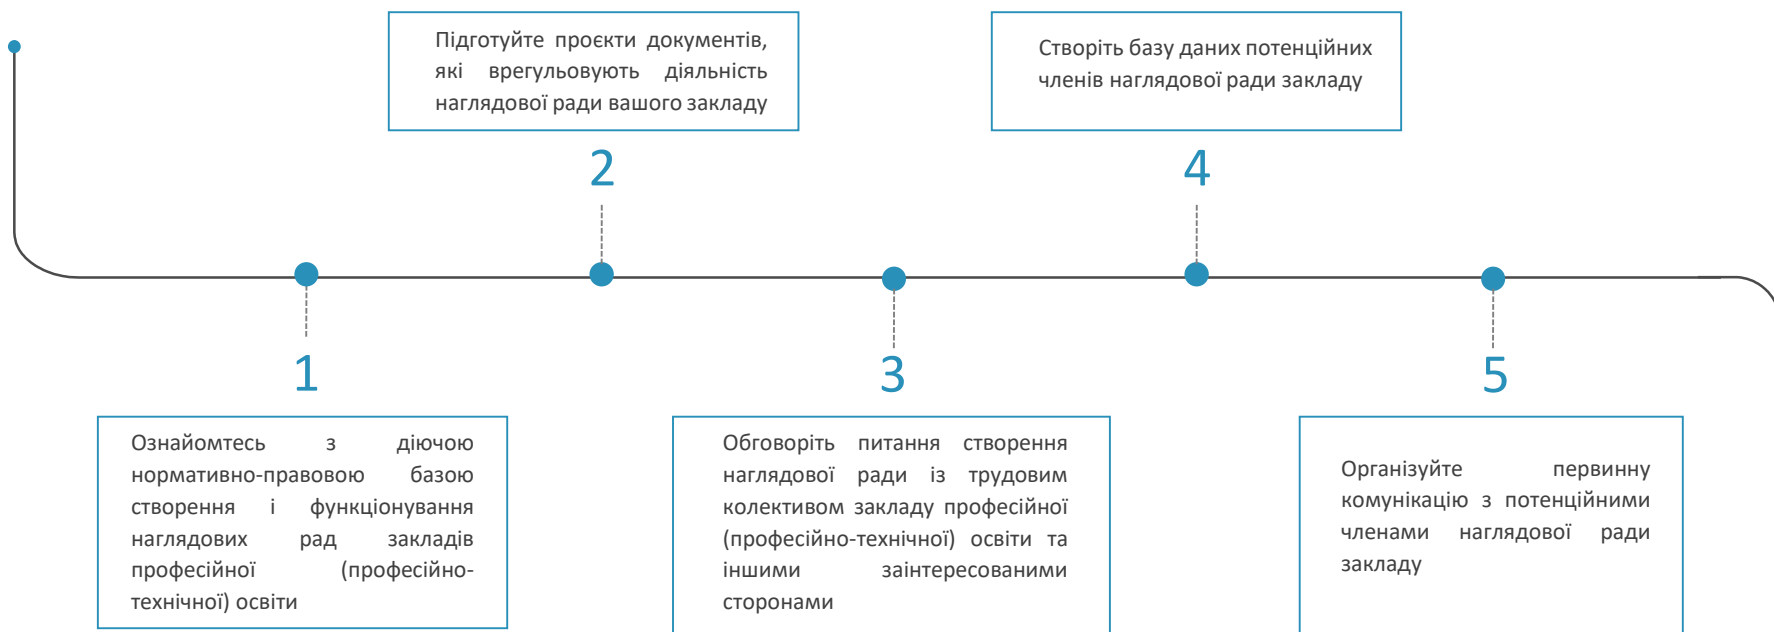 Підготуйте проєкти документів,
які врегульовують діяльність
наглядової ради вашого закладу
Створіть базу даних потенційних
членів наглядової ради закладу
2
4
1
3
5
Ознайомтесь з діючою
нормативно-правовою базою
створення і функціонування
наглядових рад закладів
професійної (професійно-
технічної) освіти
Обговоріть питання створення
наглядової ради із трудовим
колективом закладу професійної
(професійно-технічної) освіти та
іншими заінтересованими
сторонами
Організуйте первинну
комунікацію з потенційними
членами наглядової ради
закладу